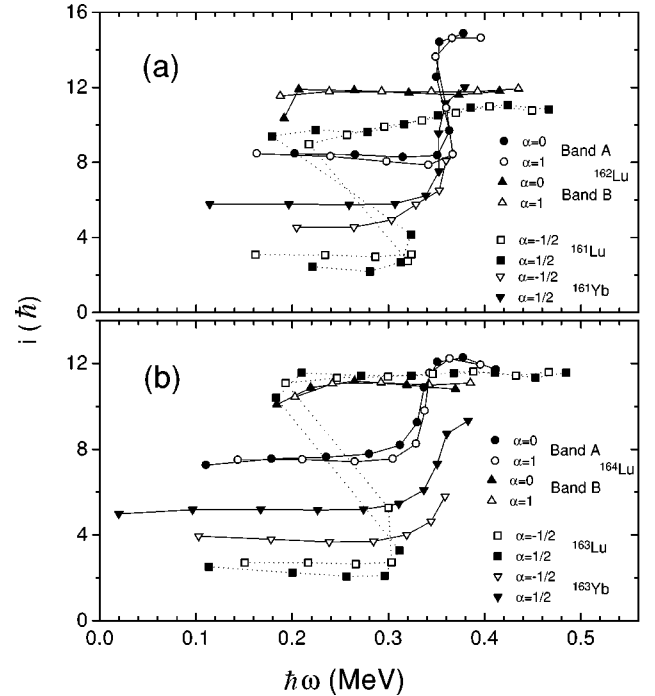 16
12
8
4
0
i (ℏ)
(a)
α=0
α=1
Band A
α=0
α=1
Band B
¹⁶²Lu
α=-1/2
α=1/2
¹⁶¹Lu
α=-1/2
α=1/2
¹⁶¹Yb
12
8
4
0
(b)
α=0
α=1
Band A
α=0
α=1
Band B
¹⁶⁴Lu
α=-1/2
α=1/2
¹⁶³Lu
α=-1/2
α=1/2
¹⁶³Yb
0.0 0.1 0.2 0.3 0.4 0.5
ℏω (MeV)